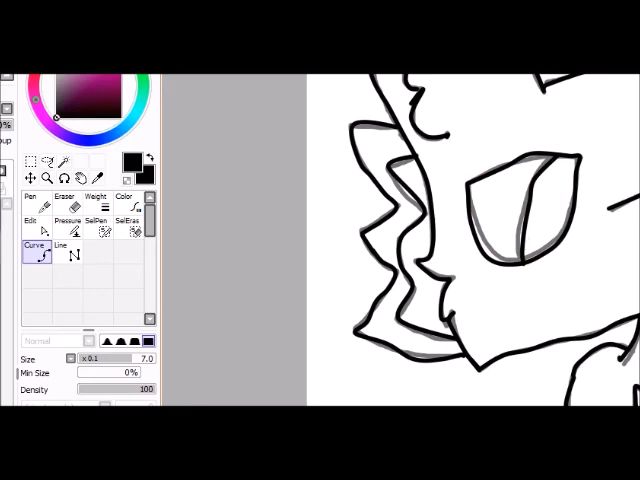 0%
Pen Eraser Weight Color
Edit Pressure SelPen SelEras
Curve Line
Normal
Size x 0.1 7.0
Min Size 0%
Density 100